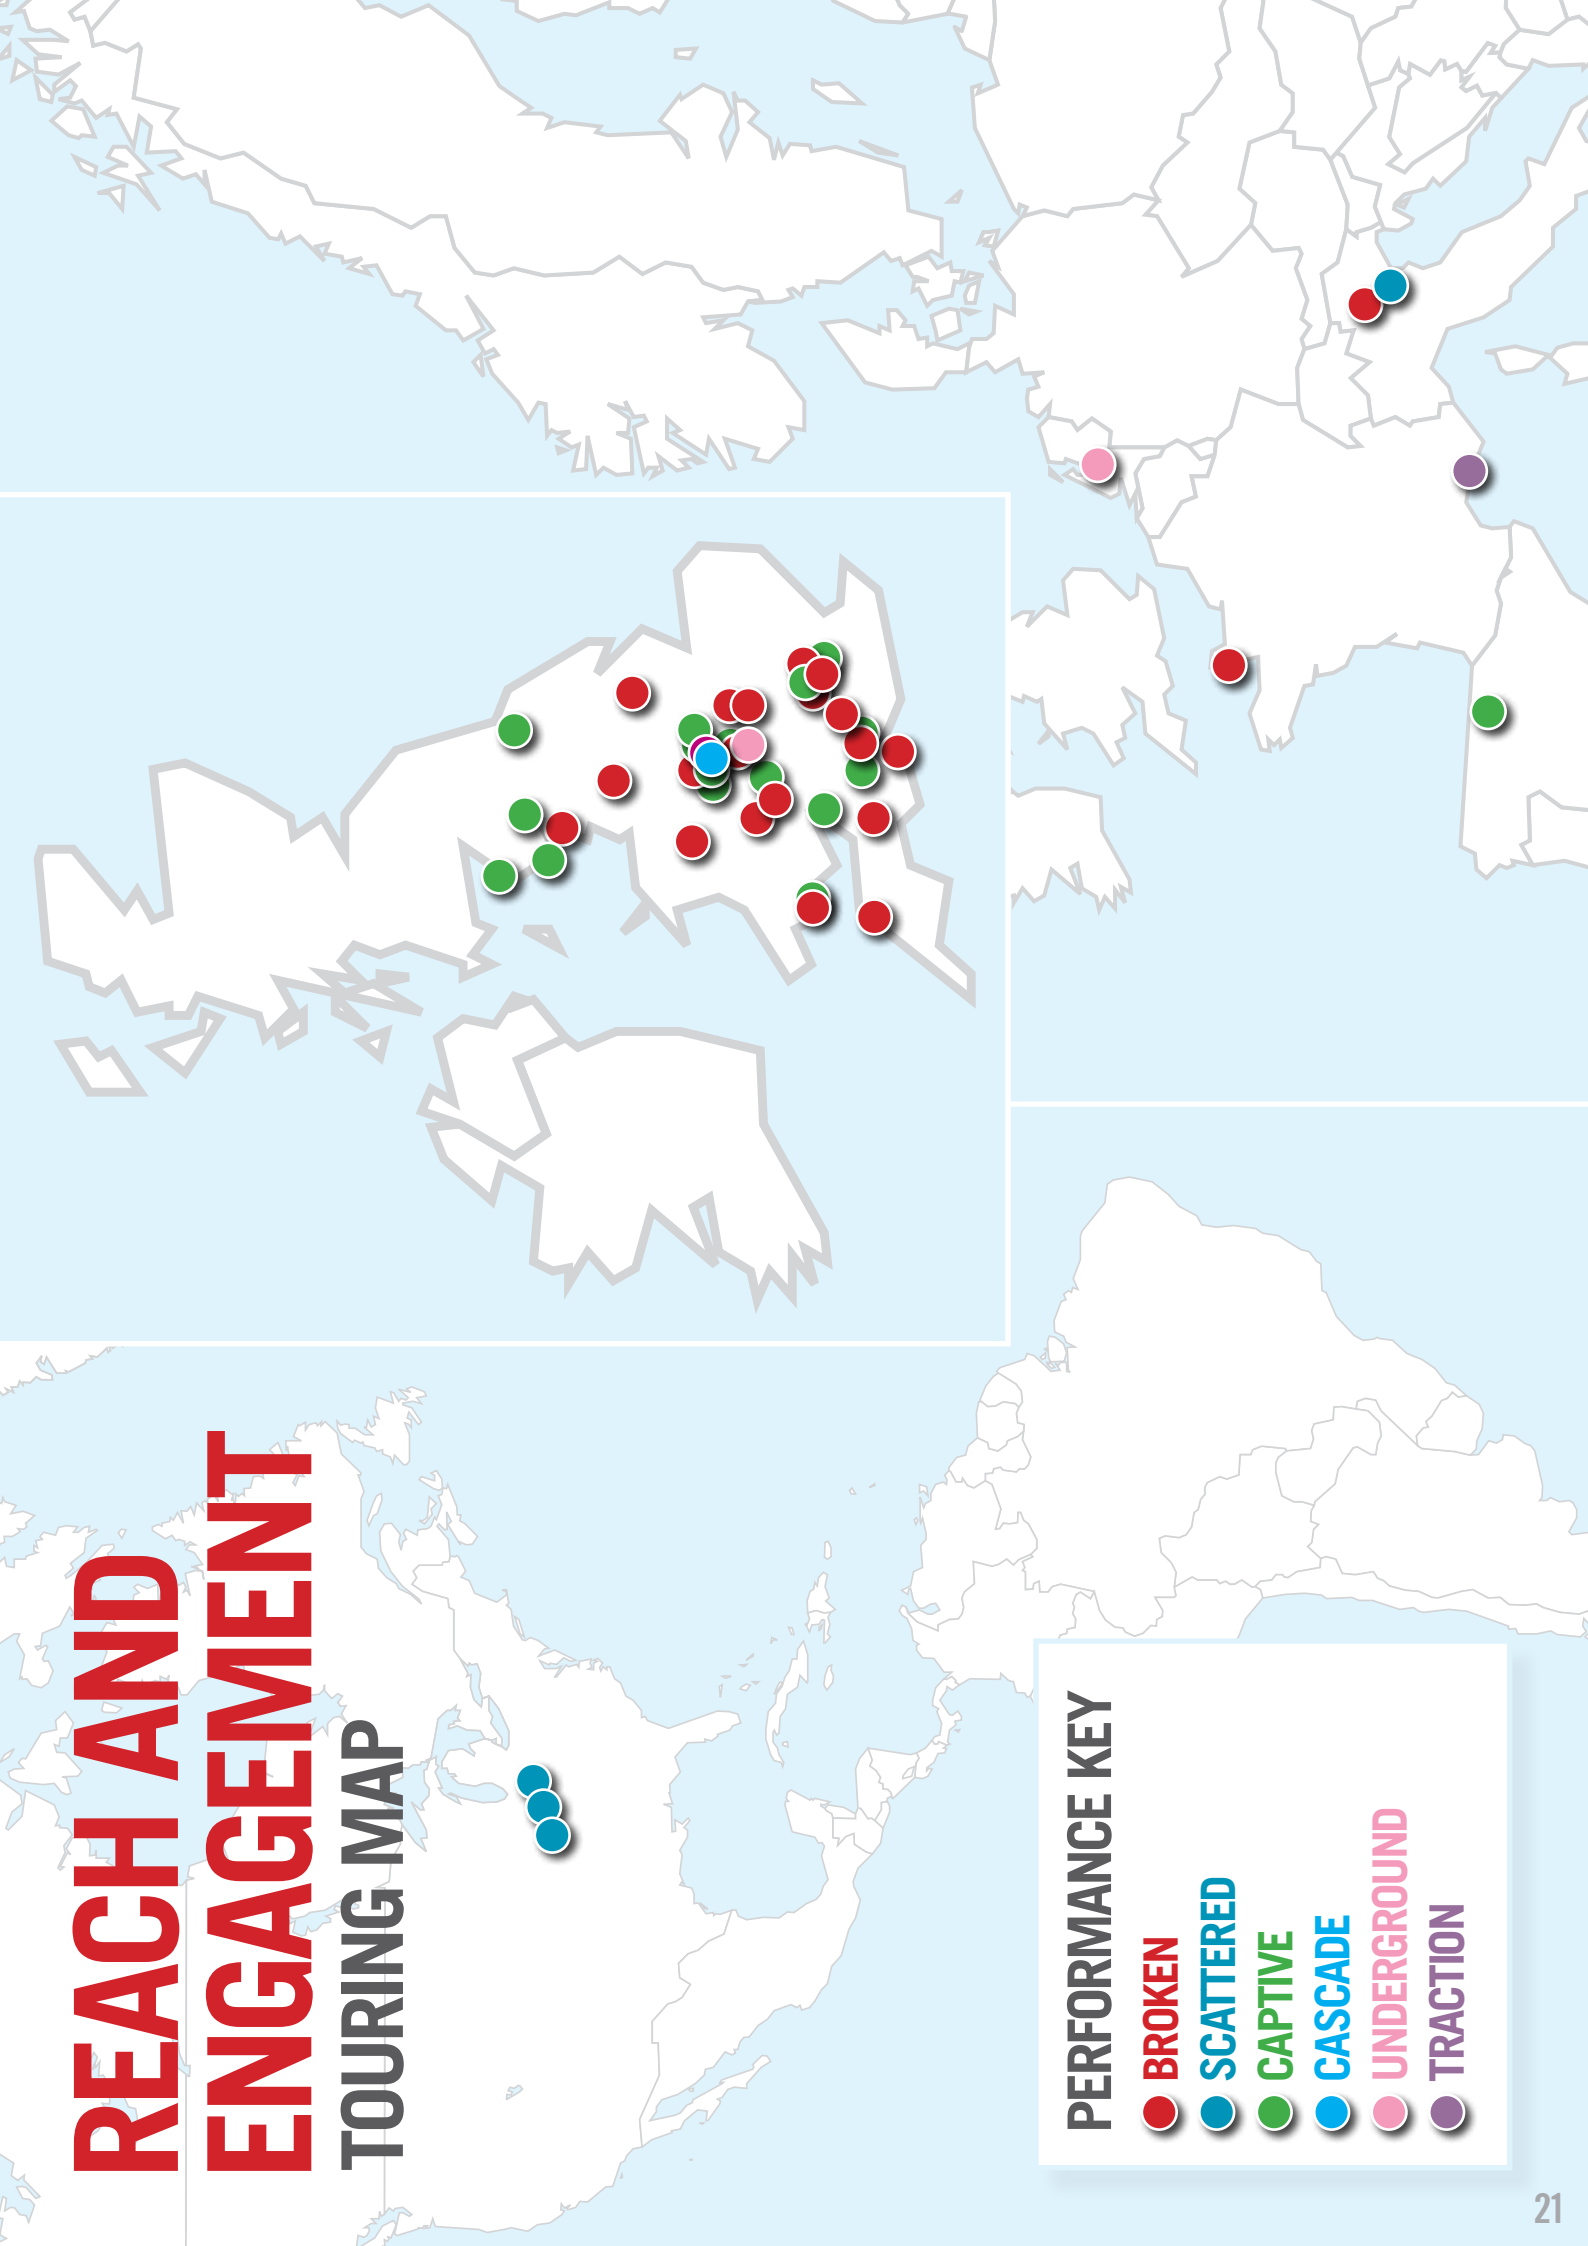 REACH AND
ENGAGEMENT
TOURING MAP
PERFORMANCE KEY
BROKEN
SCATTERED
CAPTIVE
CASCADE
UNDERGROUND
TRACTION
21